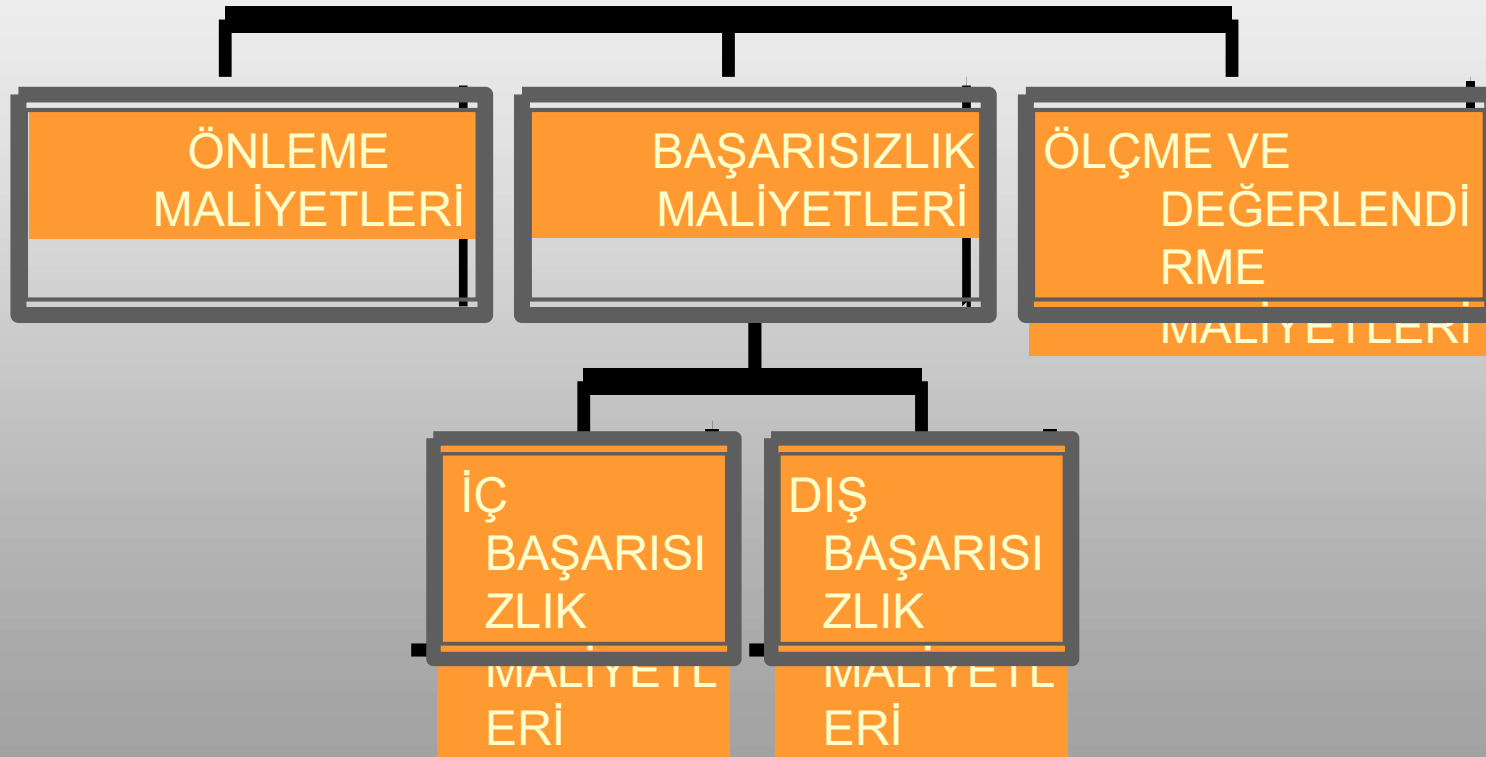 ÖNLEME
MALİYETLERİ
BAŞARISIZLIK
MALİYETLERİ
ÖLÇME VE
DEĞERLENDİ
RME
MALİYETLERİ
İÇ
BAŞARISI
ZLIK
MALİYETL
ERİ
DIŞ
BAŞARISI
ZLIK
MALİYETL
ERİ